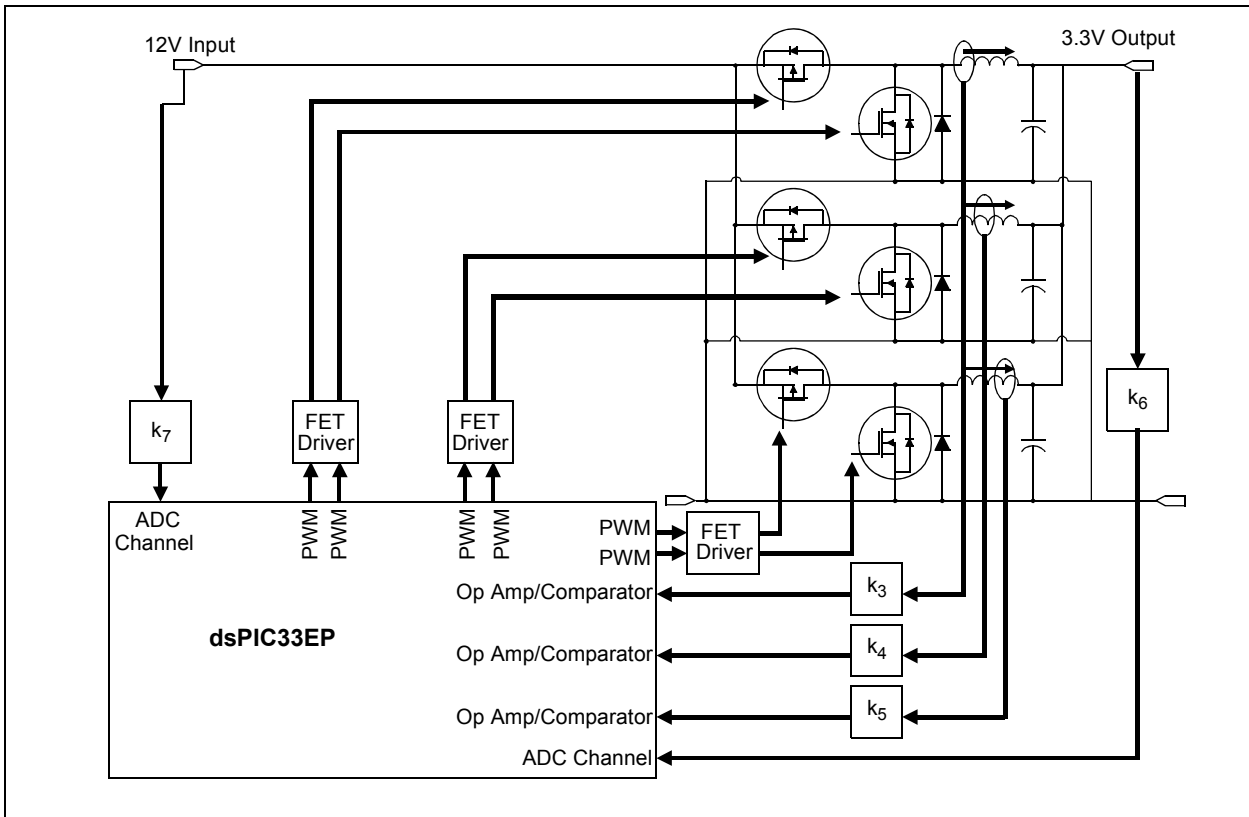 12V Input
3.3V Output
k7
FET
Driver
FET
Driver
k6
ADC
Channel
PWM
PWM
PWM
PWM
PWM
PWM
FET
Driver
Op Amp/Comparator
k3
dsPIC33EP
Op Amp/Comparator
k4
Op Amp/Comparator
k5
ADC Channel